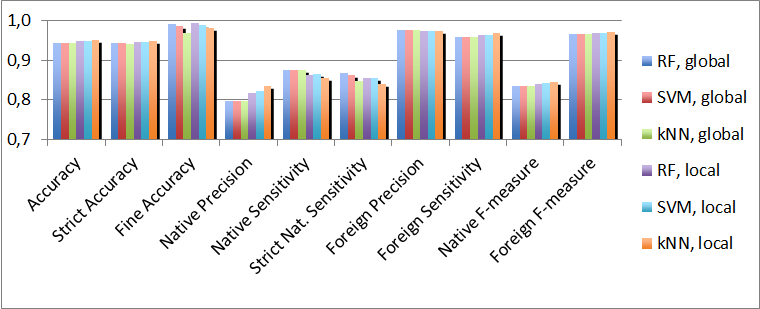 1,0
0,9
0,8
0,7
Accuracy
Strict Accuracy
Fine Accuracy
Native Precision
Native Sensitivity
Strict Nat. Sensitivity
Foreign Precision
Foreign Sensitivity
Native F-measure
Foreign F-measure
RF, global
SVM, global
kNN, global
RF, local
SVM, local
kNN, local